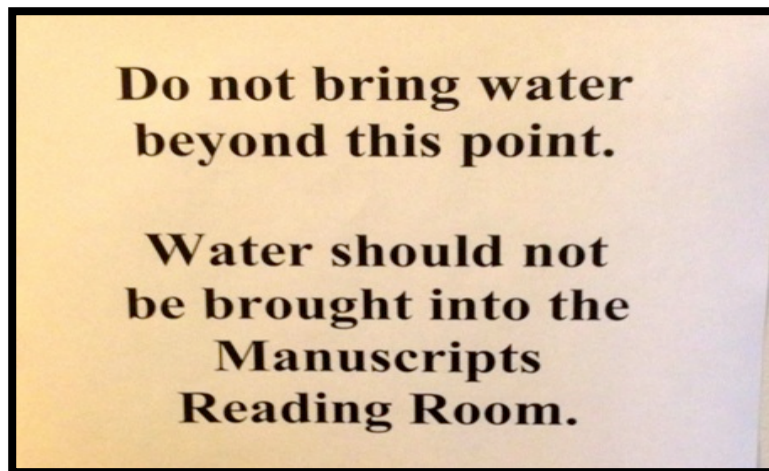 Do not bring water
beyond this point.
Water should not
be brought into the
Manuscripts
Reading Room.